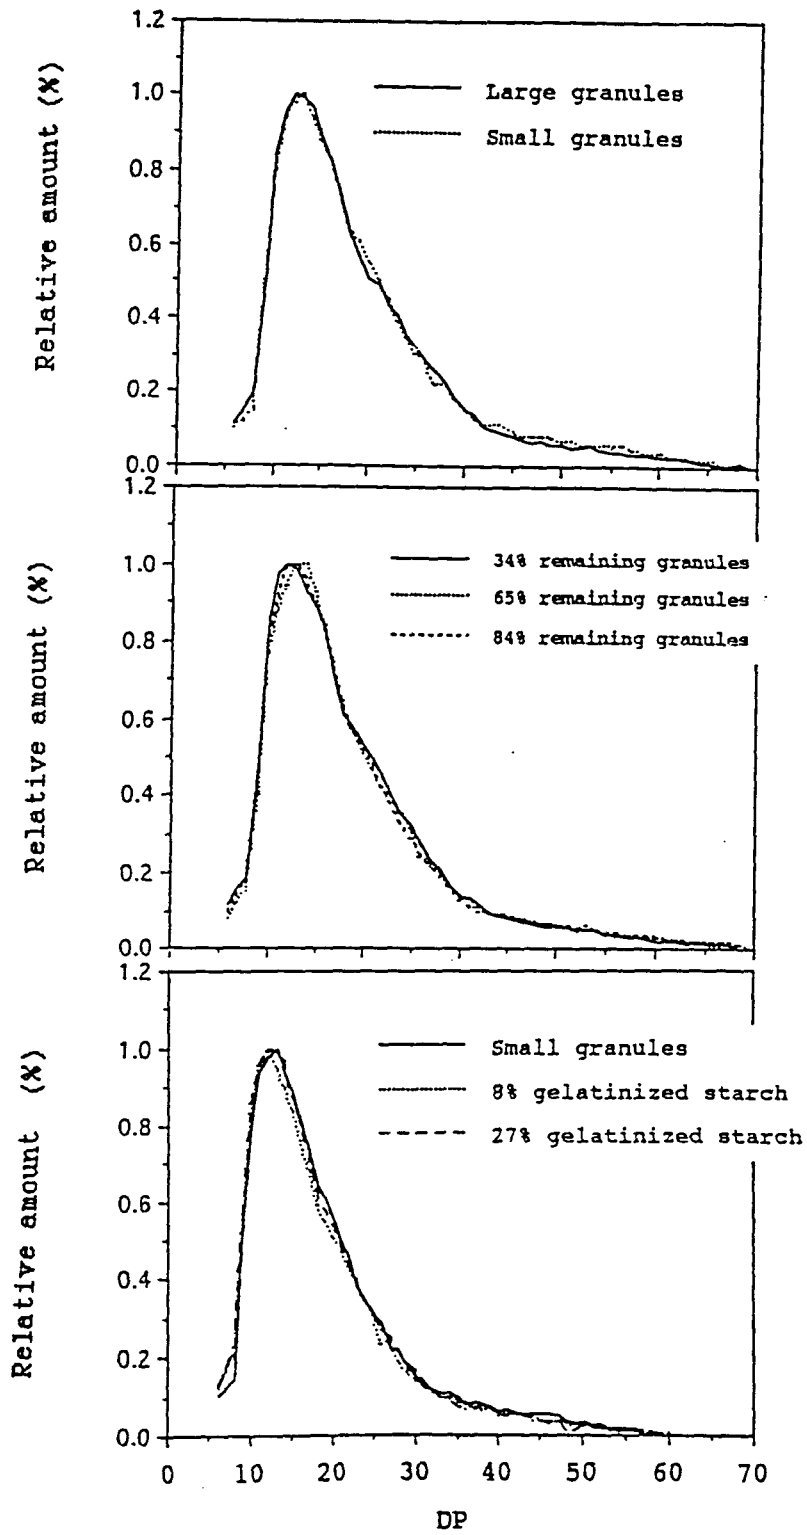 1.2
1.0
0.8
0.6
0.4
0.2
0.0
Relative amount (%)
Large granules
Small granules
1.2
1.0
0.8
0.6
0.4
0.2
0.0
Relative amount (%)
34% remaining granules
65% remaining granules
84% remaining granules
1.2
1.0
0.8
0.6
0.4
0.2
0.0
Relative amount (%)
Small granules
8% gelatinized starch
27% gelatinized starch
0 10 20 30 40 50 60 70
DP